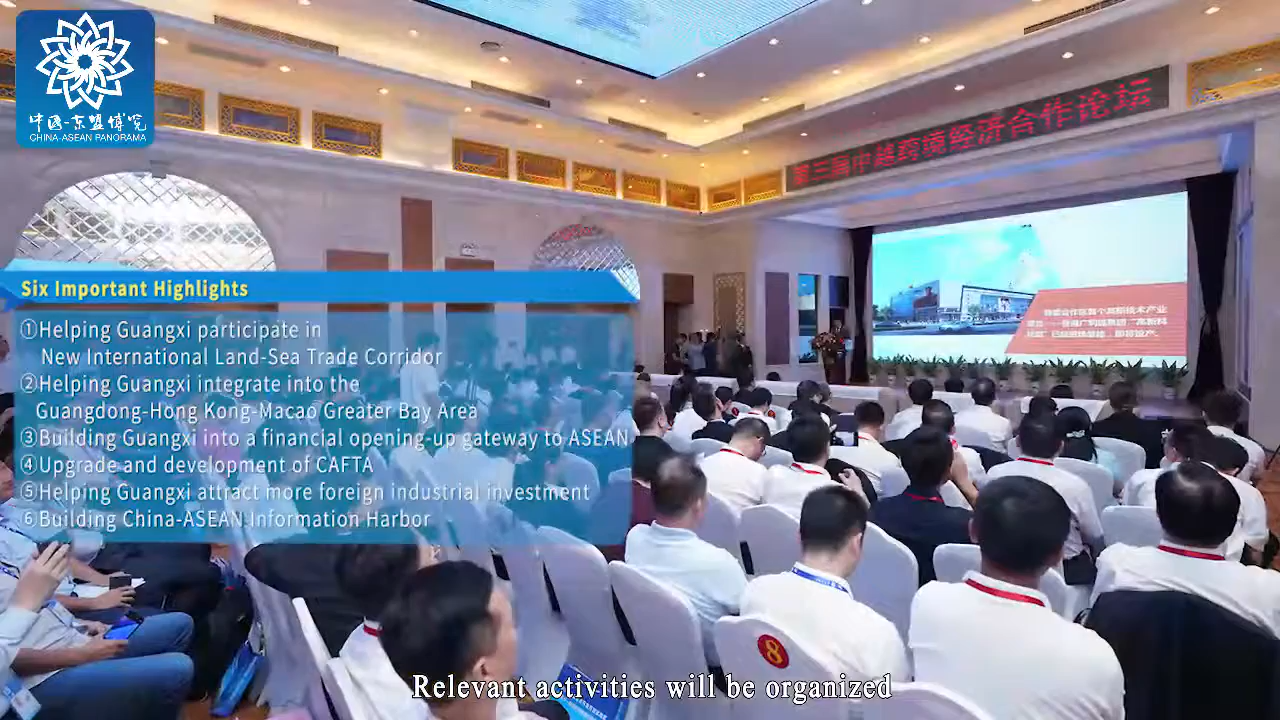 中国-东盟博览
CHINA-ASEAN PANORAMA
第三届中越跨境经济合作论坛
Six Important Highlights
①Helping Guangxi participate in
New International Land-Sea Trade Corridor
②Helping Guangxi integrate into the
Guangdong-Hong Kong-Macao Greater Bay Area
③Building Guangxi into a financial opening-up gateway to ASEAN
④Upgrade and development of CAFTA
⑤Helping Guangxi attract more foreign industrial investment
⑥Building China-ASEAN Information Harbor
8
Relevant activities will be organized